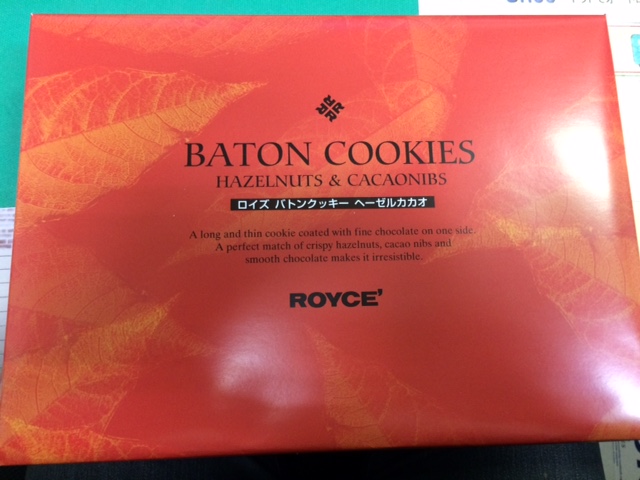 BATON COOKIES
HAZELNUTS & CACAONIBS
ロイズ バトンクッキー ヘーゼルカカオ
A long and thin cookie coated with fine chocolate on one side.
A perfect match of crispy hazelnuts, cacao nibs and
smooth chocolate makes it irresistible.
ROYCE'